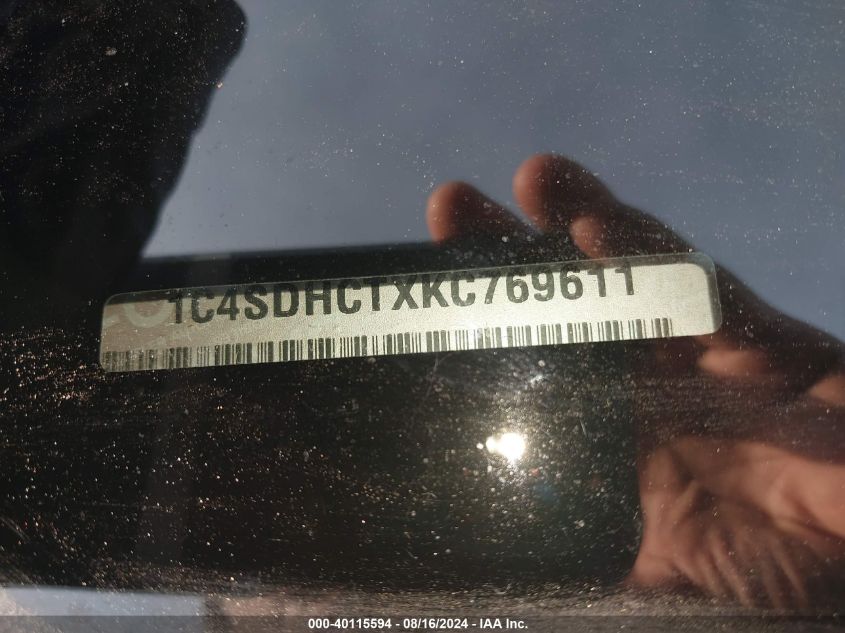 1C4SDHCTXKC769611
000-40115594 - 08/16/2024 - IAA Inc.